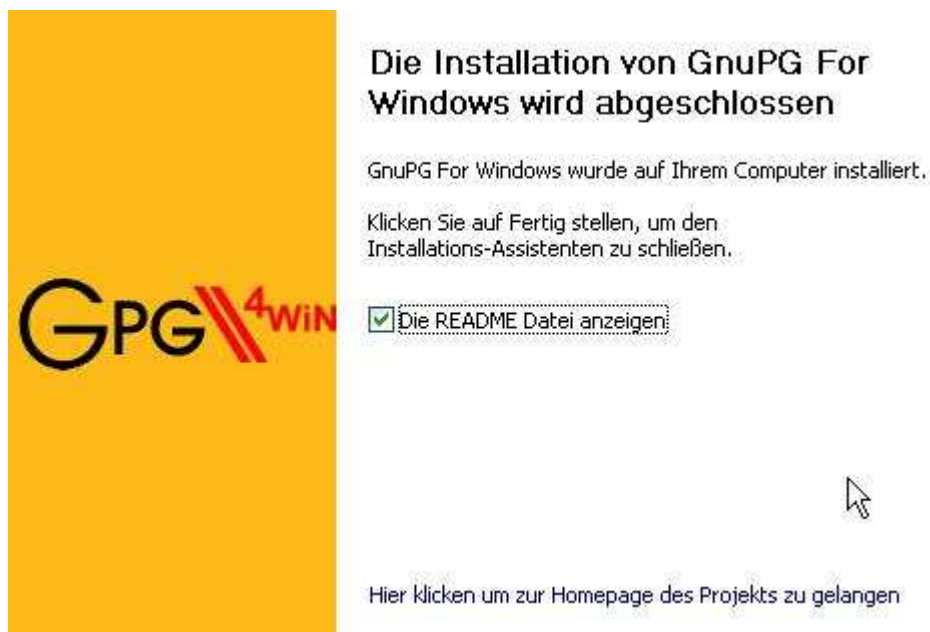 Die Installation von GnuPG For
Windows wird abgeschlossen
GnuPG For Windows wurde auf Ihrem Computer installiert.
Klicken Sie auf Fertig stellen, um den
Installations-Assistenten zu schließen.
GPG4WiN
Die README Datei anzeigen
Hier klicken um zur Homepage des Projekts zu gelangen